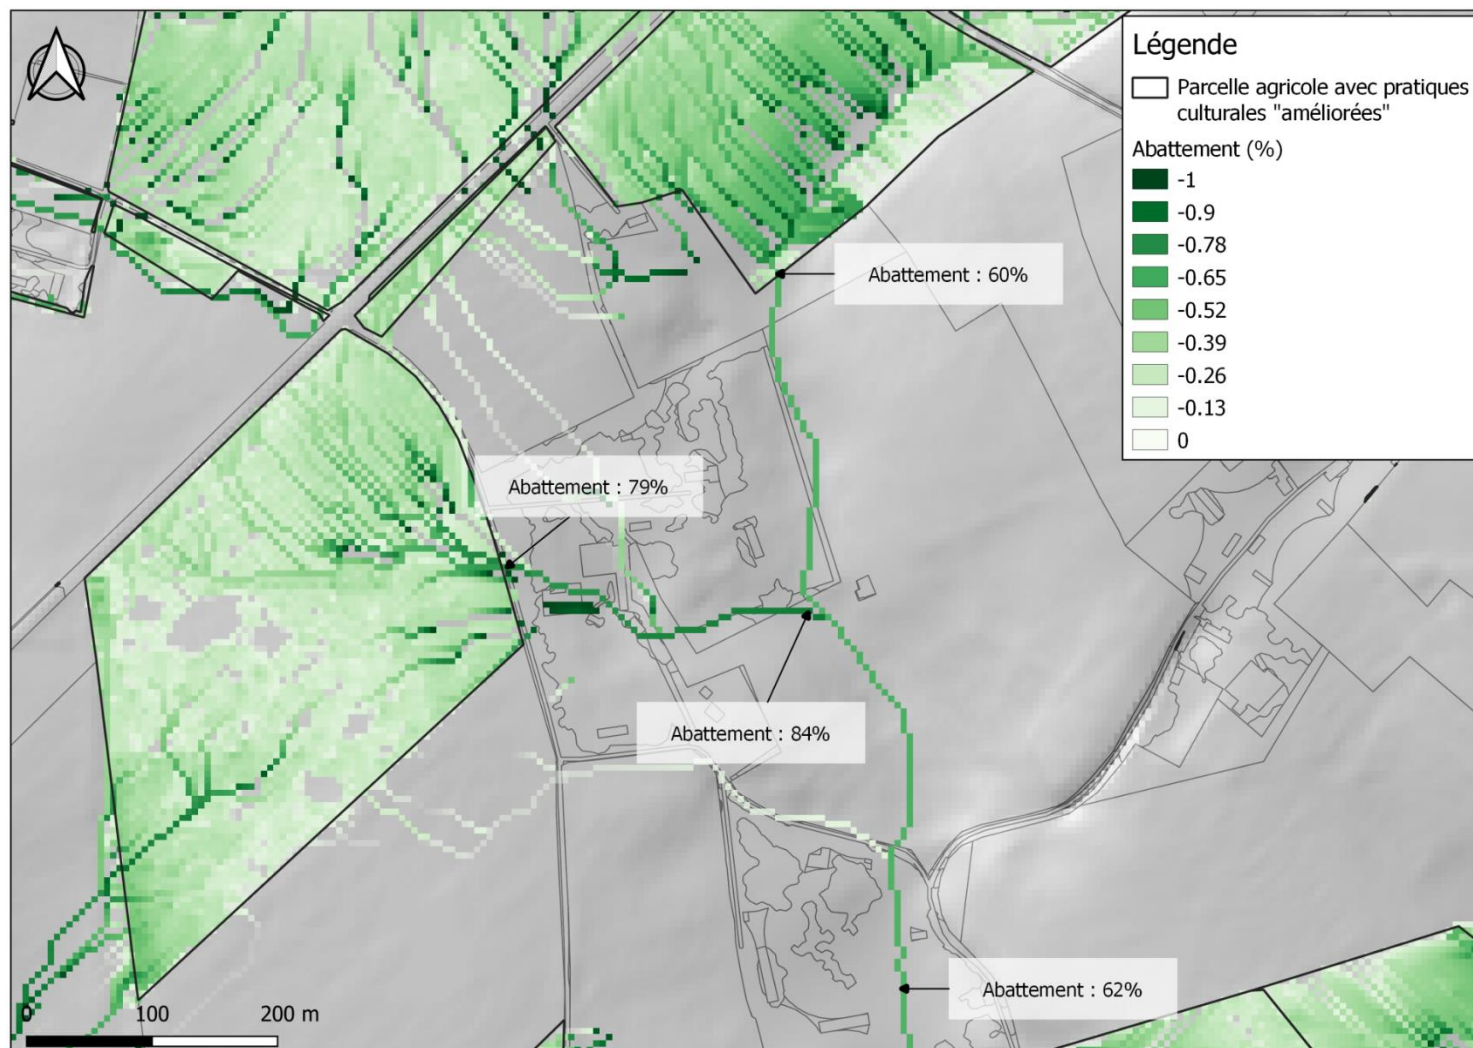 Légende
Parcelle agricole avec pratiques
culturales "améliorées"
Abattement (%)
-1
-0.9
-0.78
-0.65
-0.52
-0.39
-0.26
-0.13
0
Abattement : 60%
Abattement : 79%
Abattement : 84%
Abattement : 62%
0 100 200 m